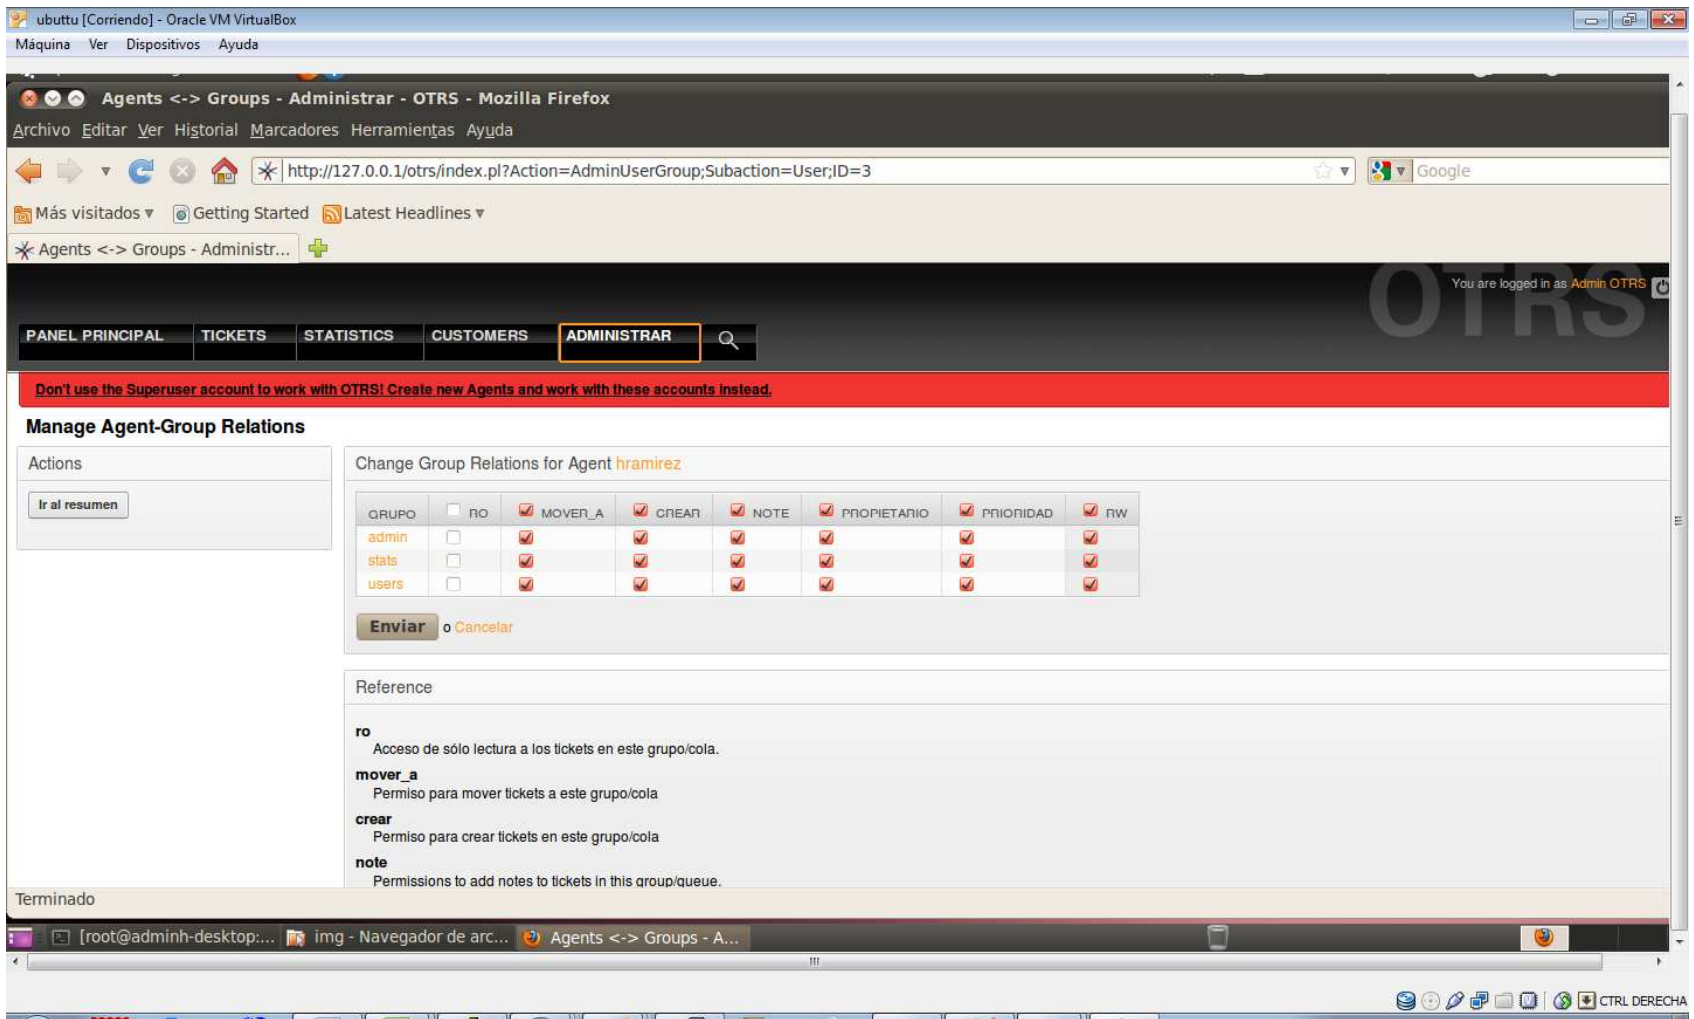 ubuttu [Corriendo] - Oracle VM VirtualBox
Máquina Ver Dispositivos Ayuda
Agents <-> Groups - Administrar - OTRS - Mozilla Firefox
Archivo Editar Ver Historial Marcadores Herramientas Ayuda
http://127.0.0.1/otrs/index.pl?Action=AdminUserGroup;Subaction=User;ID=3
Google
Más visitados Getting Started Latest Headlines
Agents <-> Groups - Administr...
OTRS
You are logged in as Admin OTRS
PANEL PRINCIPAL TICKETS STATISTICS CUSTOMERS ADMINISTRAR
Don't use the Superuser account to work with OTRS! Create new Agents and work with these accounts instead.
Manage Agent-Group Relations
Actions
Ir al resumen
Change Group Relations for Agent hramirez
GRUPO RO MOVER_A CREAR NOTE PROPIETARIO PRIORIDAD RW
admin
stats
users
Enviar o Cancelar
Reference
ro
Acceso de sólo lectura a los tickets en este grupo/cola.
mover_a
Permiso para mover tickets a este grupo/cola
crear
Permiso para crear tickets en este grupo/cola
note
Permissions to add notes to tickets in this group/queue.
Terminado
[root@adminh-desktop:... img - Navegador de arc... Agents <-> Groups - A...
CTRL DERECHA